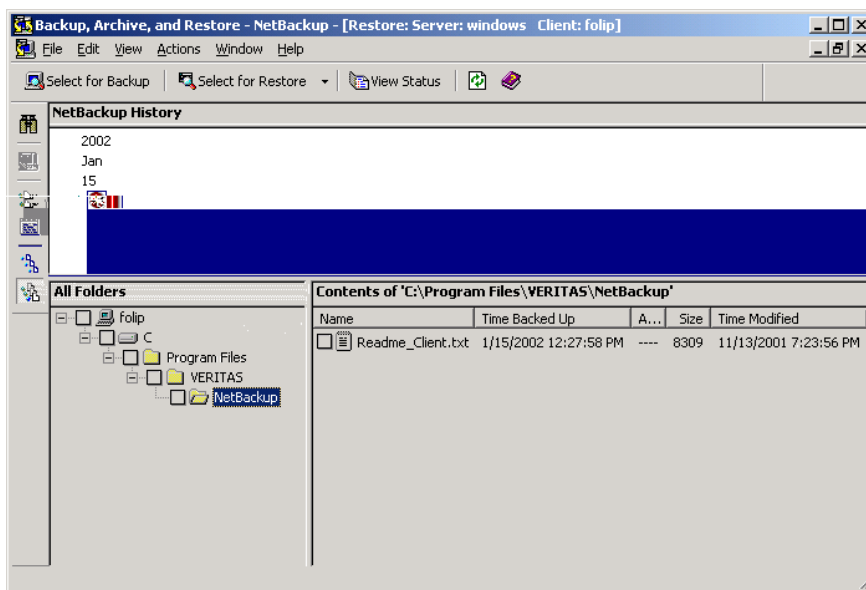 Backup, Archive, and Restore - NetBackup - [Restore: Server: windows Client: folip]
File Edit View Actions Window Help
Select for Backup Select for Restore View Status
NetBackup History
2002
Jan
15
All Folders
folip
C
Program Files
VERITAS
NetBackup
Contents of 'C:\Program Files\VERITAS\NetBackup'
Name Time Backed Up A... Size Time Modified
Readme_Client.txt 1/15/2002 12:27:58 PM ---- 8309 11/13/2001 7:23:56 PM